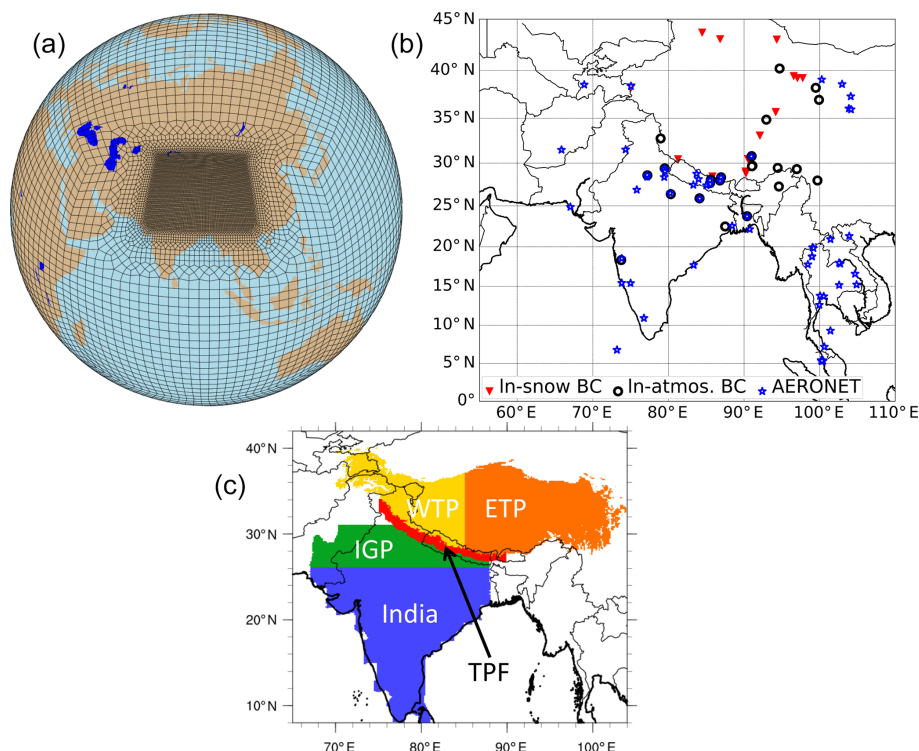 (a)
(b)
45° N
40° N
35° N
30° N
25° N
20° N
15° N
10° N
5° N
0°
In-snow BC In-atmos. BC AERONET
60° E 70° E 80° E 90° E 100° E 110° E
(c)
40° N
30° N
20° N
10° N
WTP ETP
IGP
India
TPF
70° E 80° E 90° E 100° E